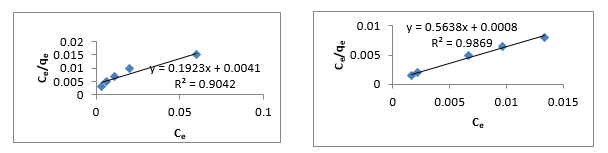 0.02
0.015
0.01
0.005
0
Ce/qe
y = 0.1923x + 0.0041
R² = 0.9042
0
0.05
0.1
Ce
0.01
0.005
0
Ce/qe
y = 0.5638x + 0.0008
R² = 0.9869
0
0.005
0.01
0.015
Ce